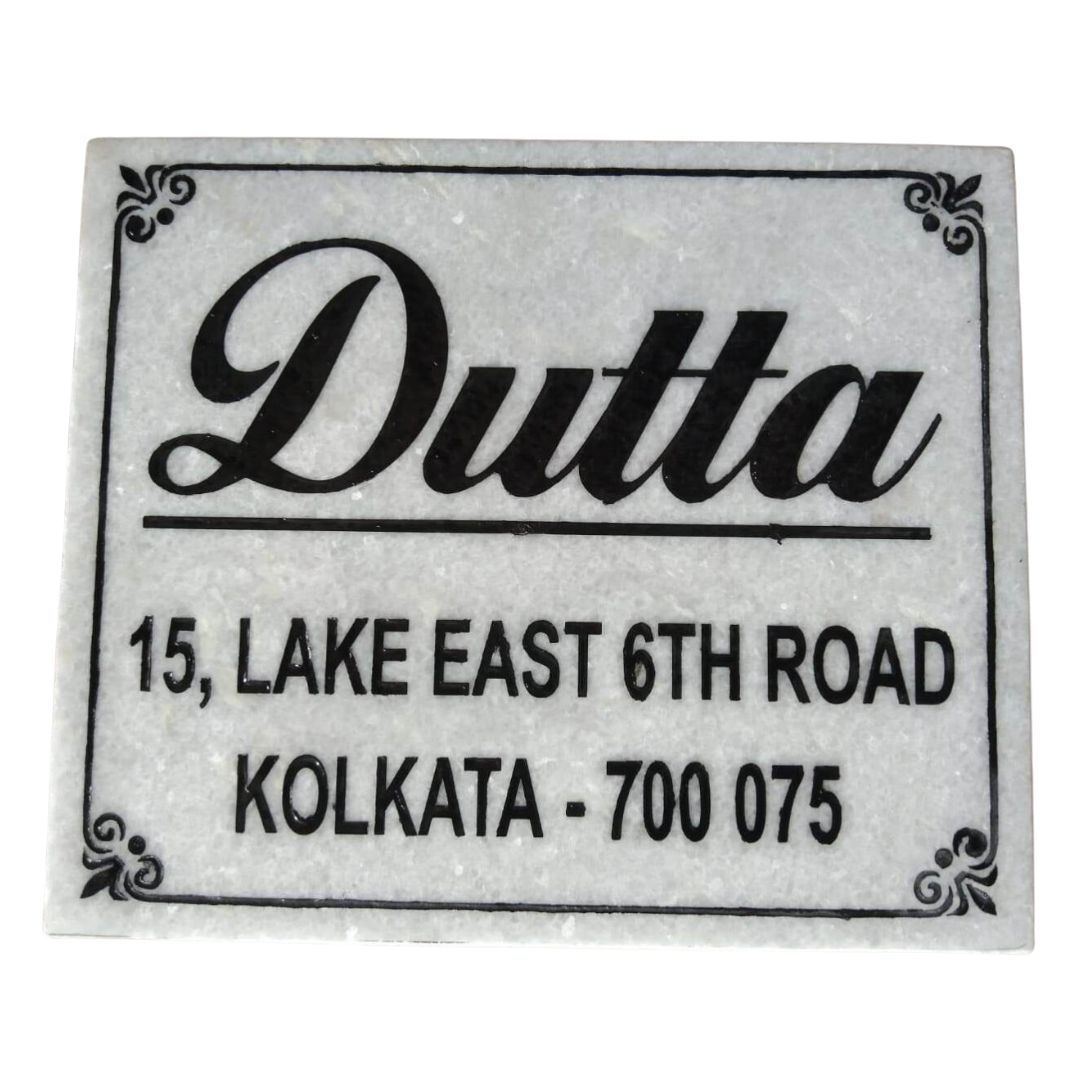 Dutta
15, LAKE EAST 6TH ROAD
KOLKATA - 700 075